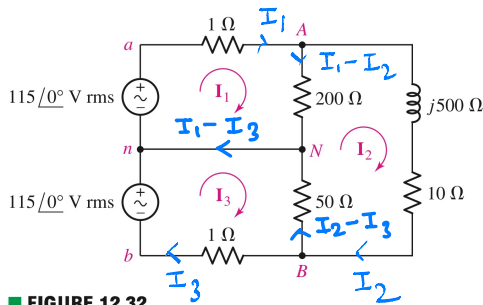 1 Ω
I₁
a
A
I₁-I₂
115/0° V rms
+
~
−
I₁
200 Ω
j500 Ω
I₁-I₃
n
N
I₂
115/0° V rms
+
~
−
I₃
50 Ω
10 Ω
I₂-I₃
1 Ω
b
B
I₃
I₂
FIGURE 12.32